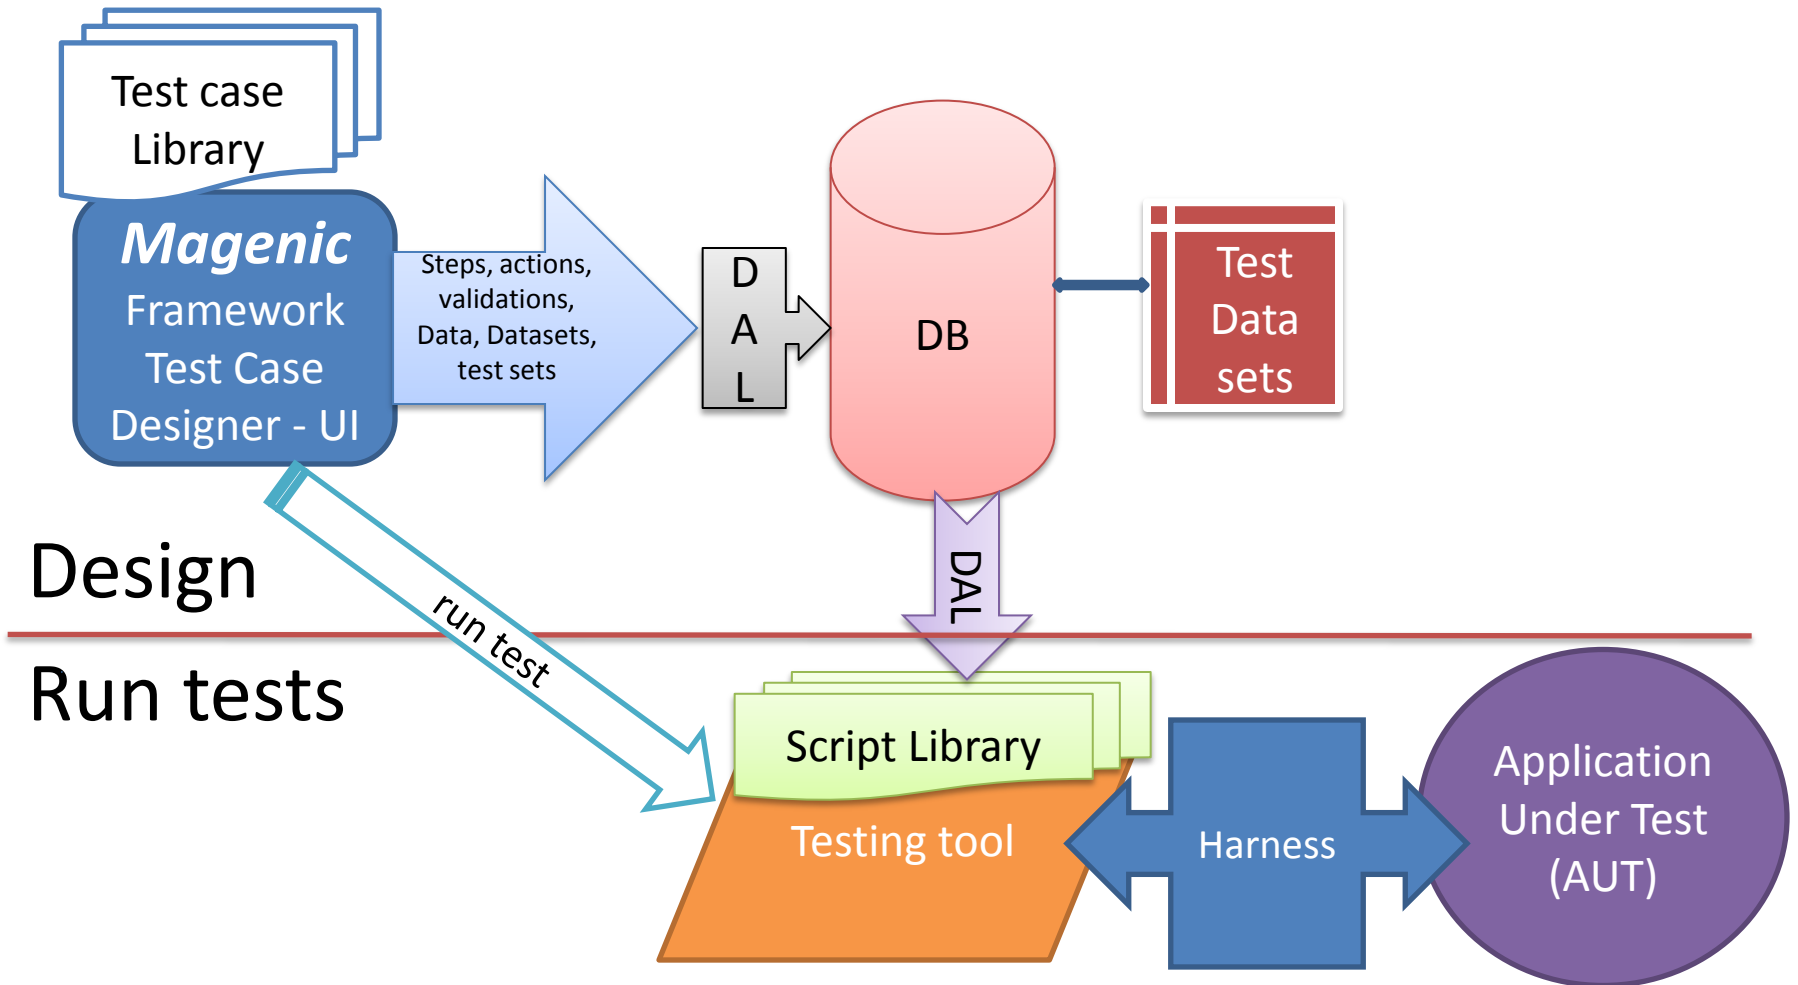 Test case
Library
Magenic
Framework
Test Case
Designer - UI
Steps, actions,
validations,
Data, Datasets,
test sets
D
A
L
DB
Test
Data
sets
DAL
Design
run test
Run tests
Script Library
Testing tool
Harness
Application
Under Test
(AUT)